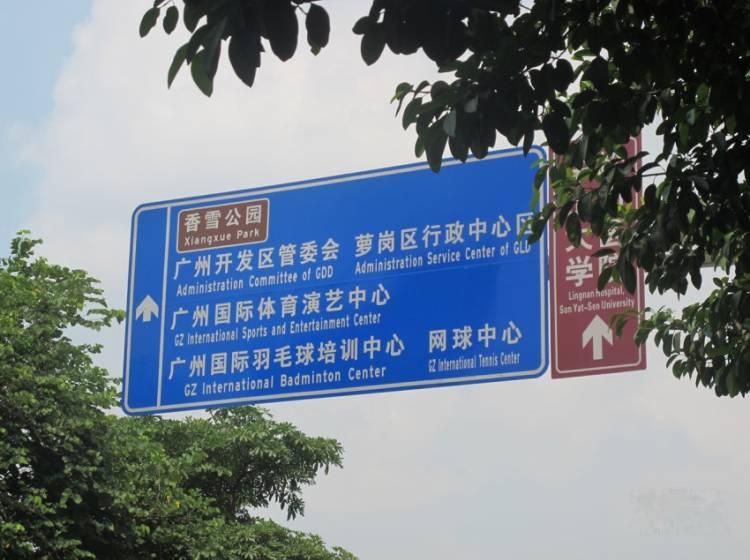 香雪公园
Xiangxue Park
广州开发区管委会
Administration Committee of GDD
萝岗区行政中心区
Administration Service Center of GLD
广州国际体育演艺中心
GZ International Sports and Entertainment Center
广州国际羽毛球培训中心
GZ International Badminton Center
网球中心
GZ International Tennis Center
学院
Lingnan Hospital,
Sun Yat-Sen University